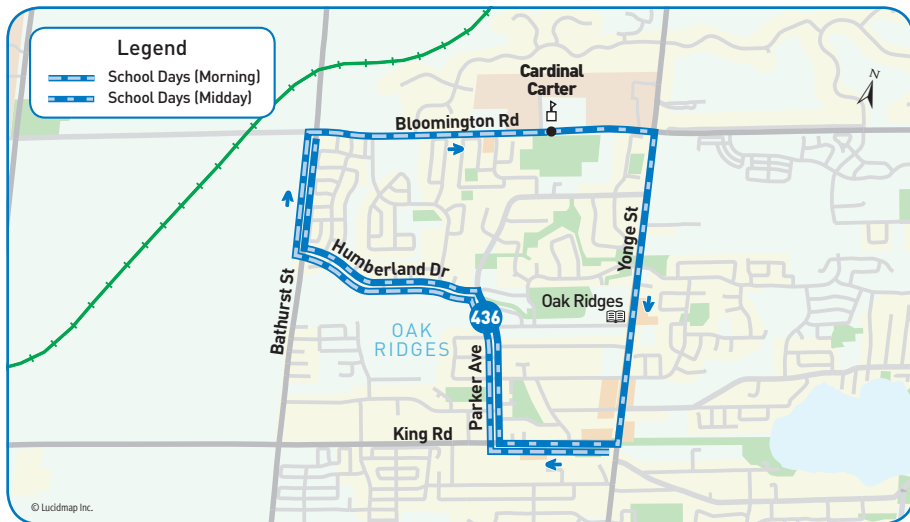 Legend
School Days (Morning)
School Days (Midday)
Cardinal
Carter
N
Bloomington Rd
Yonge St
Humberland Dr
Bathurst St
Oak Ridges
436
OAK
RIDGES
Parker Ave
King Rd
© Lucidmap Inc.